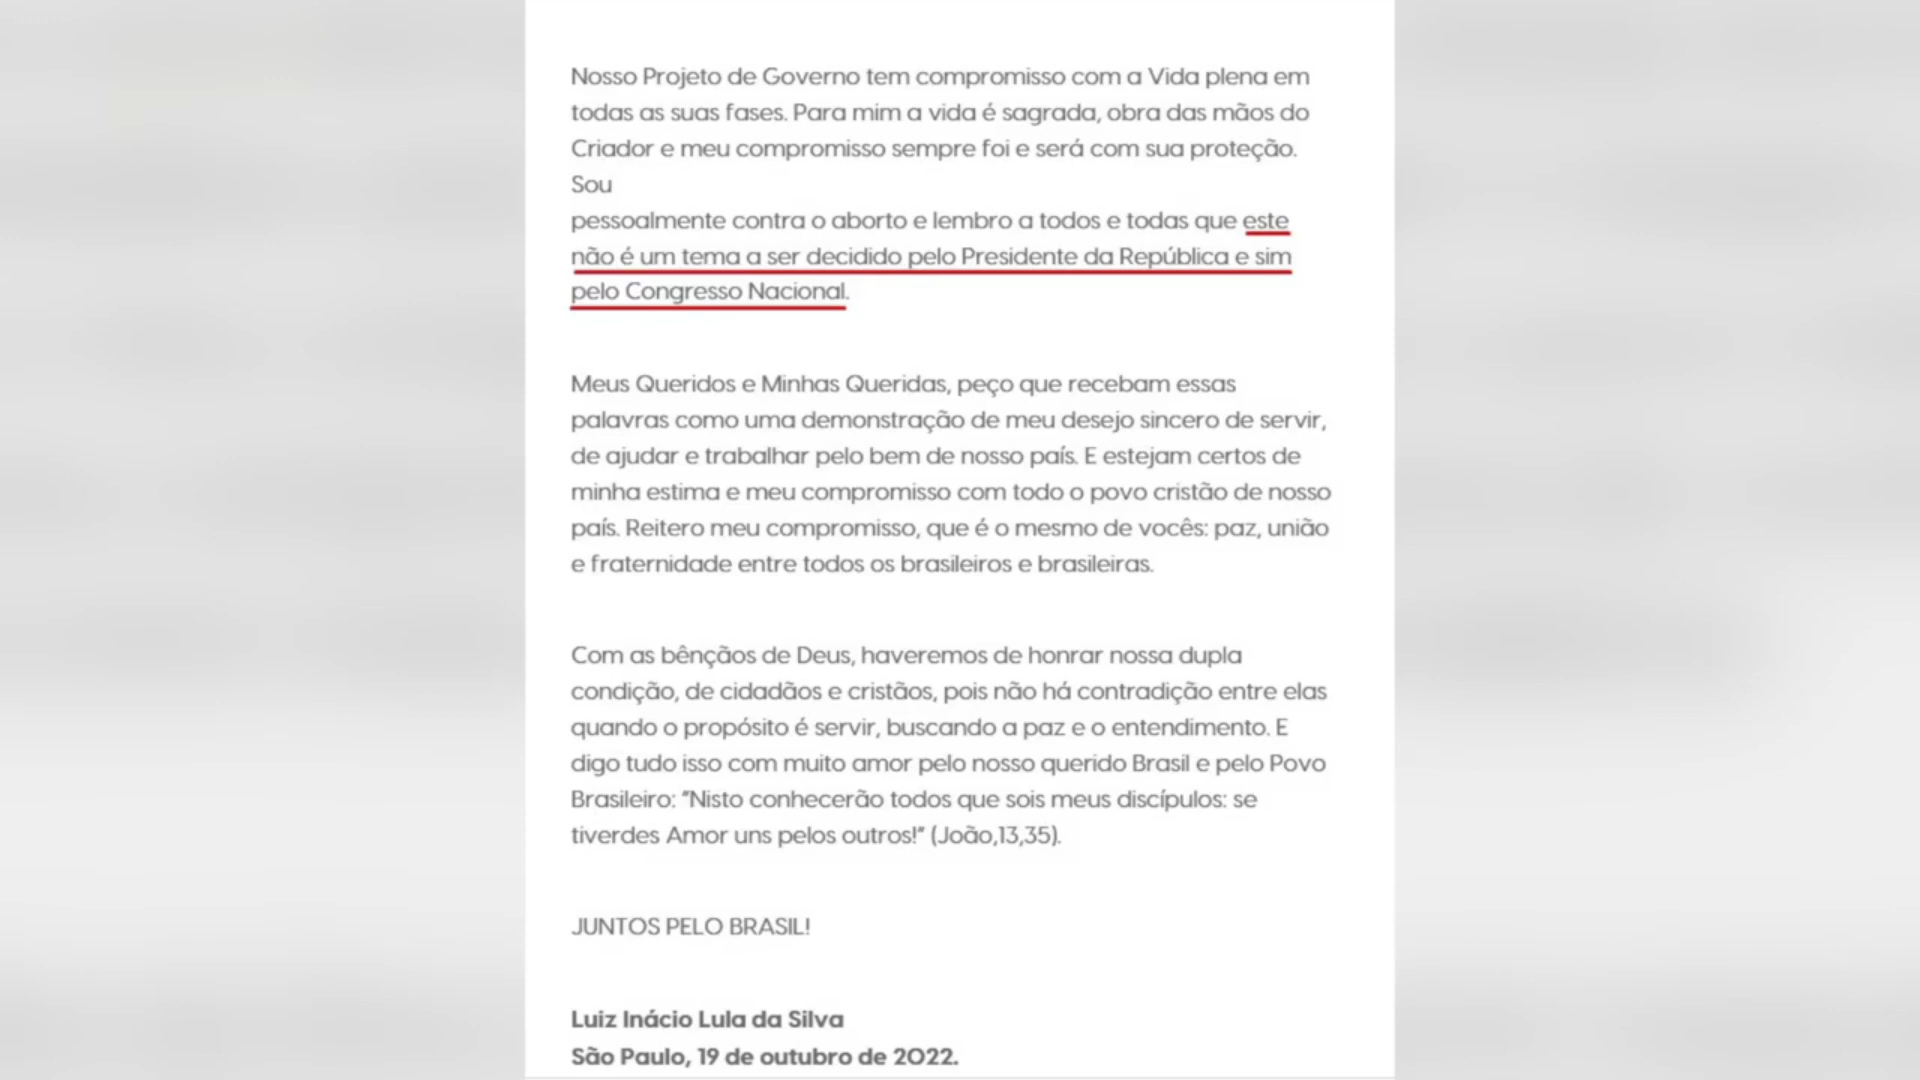 Nosso Projeto de Governo tem compromisso com a Vida plena em
todas as suas fases. Para mim a vida é sagrada, obra das mãos do
Criador e meu compromisso sempre foi e será com sua proteção.
Sou
pessoalmente contra o aborto e lembro a todos e todas que este
não é um tema a ser decidido pelo Presidente da República e sim
pelo Congresso Nacional.
Meus Queridos e Minhas Queridas, peço que recebam essas
palavras como uma demonstração de meu desejo sincero de servir,
de ajudar e trabalhar pelo bem de nosso país. E estejam certos de
minha estima e meu compromisso com todo o povo cristão de nosso
país. Reitero meu compromisso, que é o mesmo de vocês: paz, união
e fraternidade entre todos os brasileiros e brasileiras.
Com as bênçãos de Deus, haveremos de honrar nossa dupla
condição, de cidadãos e cristãos, pois não há contradição entre elas
quando o propósito é servir, buscando a paz e o entendimento. E
digo tudo isso com muito amor pelo nosso querido Brasil e pelo Povo
Brasileiro: "Nisto conhecerão todos que sois meus discípulos: se
tiverdes Amor uns pelos outros!" (João,13,35).
JUNTOS PELO BRASIL!
Luiz Inácio Lula da Silva
São Paulo, 19 de outubro de 2022.